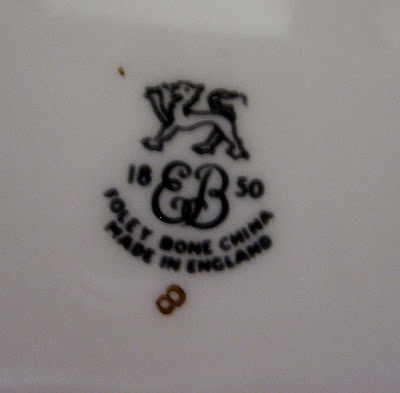 18 EB 50
FOLEY BONE CHINA
MADE IN ENGLAND
8